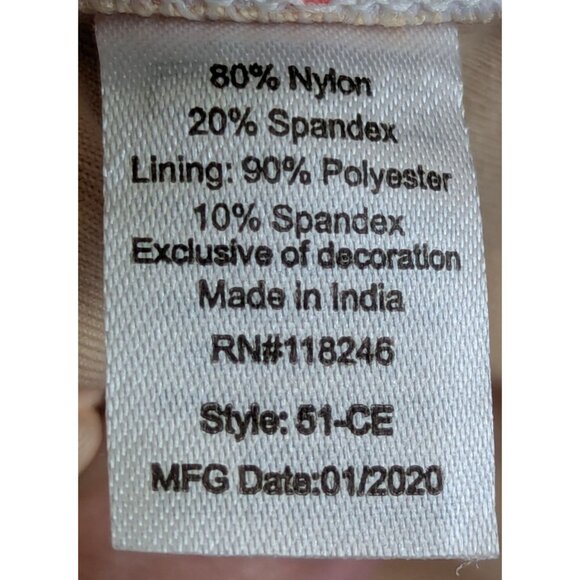 80% Nylon
20% Spandex
Lining: 90% Polyester
10% Spandex
Exclusive of decoration
Made in India
RN#118246
Style: 51-CE
MFG Date:01/2020